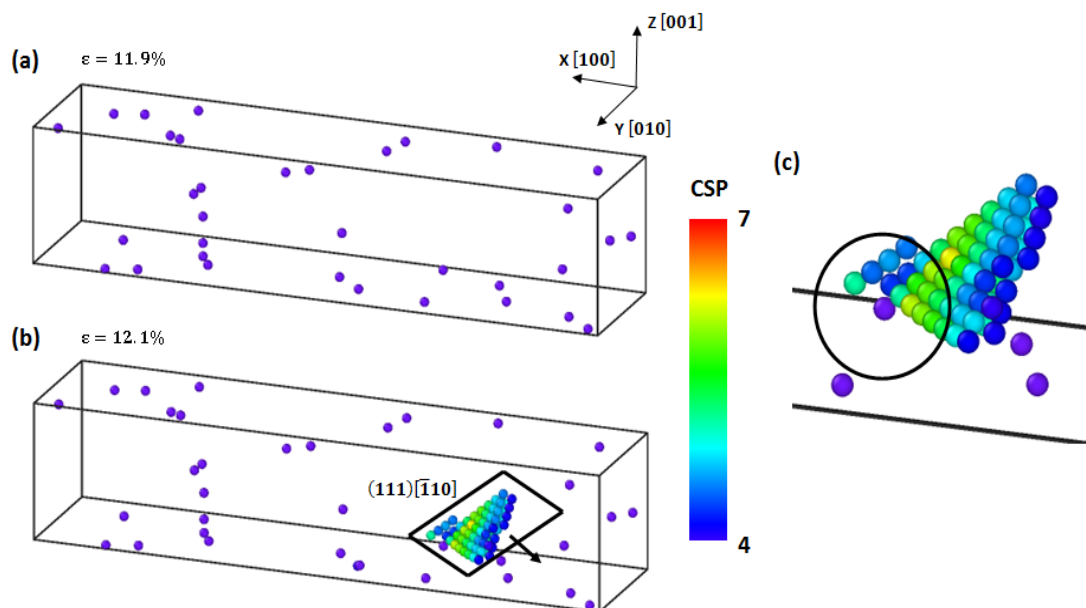 (a)
ε = 11.9%
Z [001]
X [100]
Y [010]
(b)
ε = 12.1%
(111)[1̅10]
CSP
7
4
(c)